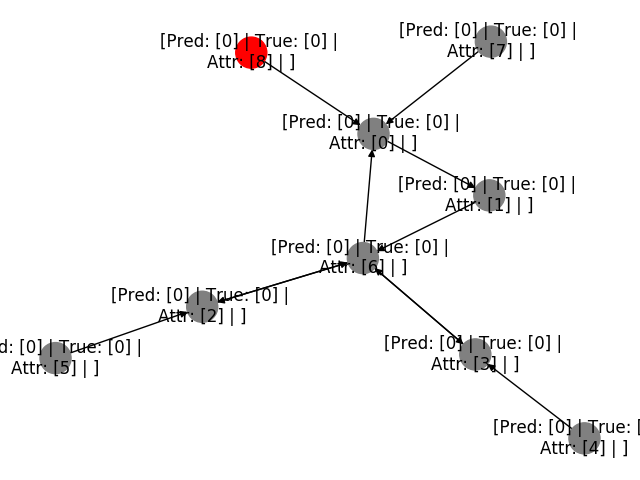 [Pred: [0] | True: [0] |
Attr: [8] | ]
[Pred: [0] | True: [0] |
Attr: [7] | ]
[Pred: [0] | True: [0] |
Attr: [0] | ]
[Pred: [0] | True: [0] |
Attr: [1] | ]
[Pred: [0] | True: [0] |
Attr: [6] | ]
[Pred: [0] | True: [0] |
Attr: [2] | ]
d: [0] | True: [0] |
Attr: [5] | ]
[Pred: [0] | True: [0] |
Attr: [3] | ]
[Pred: [0] | True: [
Attr: [4] | ]